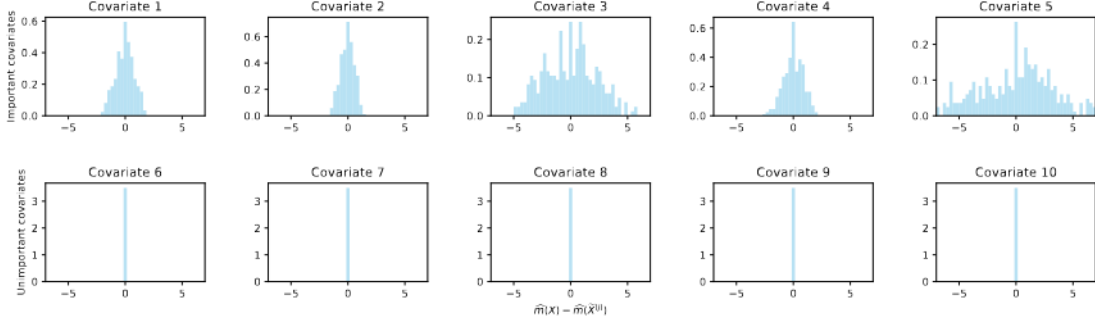 Covariate 1
Covariate 2
Covariate 3
Covariate 4
Covariate 5
Important covariates
0.6
0.4
0.2
0.0
−5 0 5
0.6
0.4
0.2
0.0
−5 0 5
0.2
0.1
0.0
−5 0 5
0.6
0.4
0.2
0.0
−5 0 5
0.2
0.1
0.0
−5 0 5
Covariate 6
Covariate 7
Covariate 8
Covariate 9
Covariate 10
Unimportant covariates
3
2
1
0
−5 0 5
3
2
1
0
−5 0 5
3
2
1
0
−5 0 5
3
2
1
0
−5 0 5
3
2
1
0
−5 0 5
m̂(X) − m̂(X̃^{[j]})